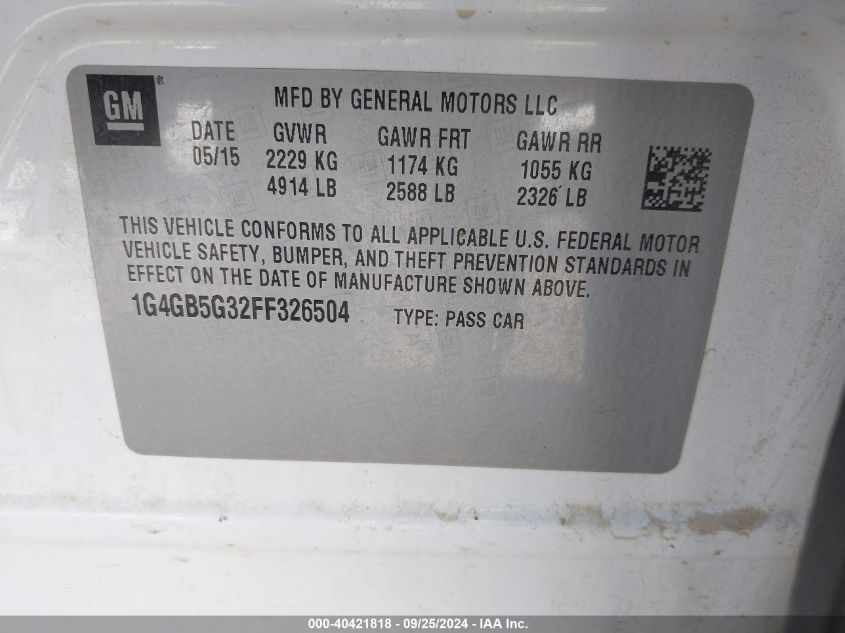 GM ®
MFD BY GENERAL MOTORS LLC
DATE GVWR GAWR FRT GAWR RR
05/15 2229 KG 1174 KG 1055 KG
4914 LB 2588 LB 2326 LB
THIS VEHICLE CONFORMS TO ALL APPLICABLE U.S. FEDERAL MOTOR
VEHICLE SAFETY, BUMPER, AND THEFT PREVENTION STANDARDS IN
EFFECT ON THE DATE OF MANUFACTURE SHOWN ABOVE.
1G4GB5G32FF326504 TYPE: PASS CAR
000-40421818 - 09/25/2024 - IAA Inc.